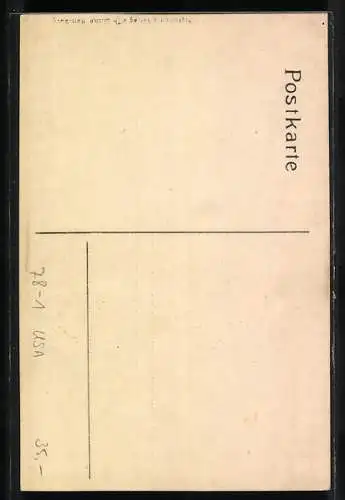 Postkarte
78-1 USA 35,-